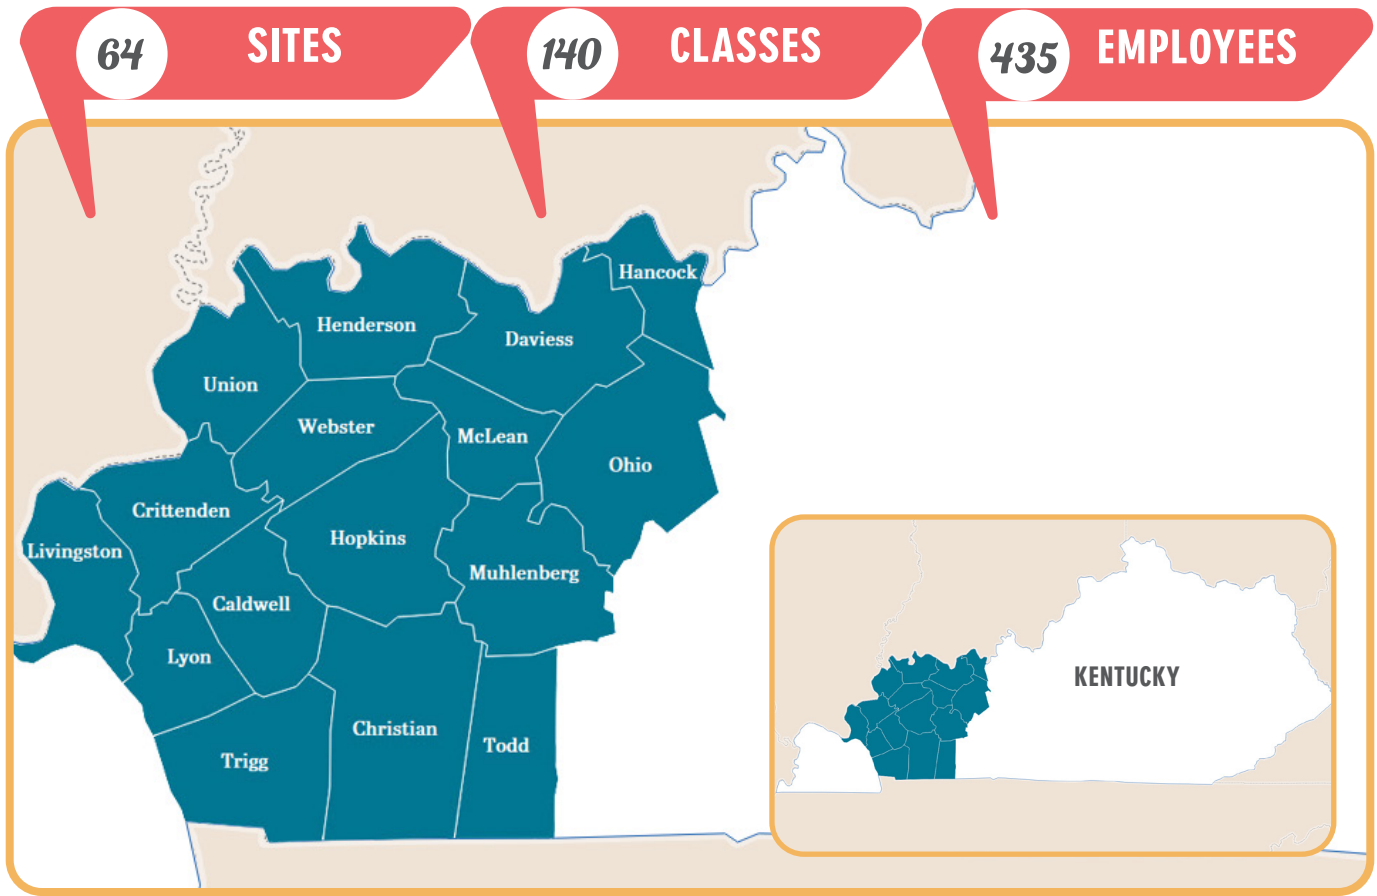 64 SITES
140 CLASSES
435 EMPLOYEES
Hancock
Henderson
Daviess
Union
Webster
McLean
Ohio
Crittenden
Hopkins
Livingston
Muhlenberg
Caldwell
Lyon
Christian
Todd
Trigg
KENTUCKY